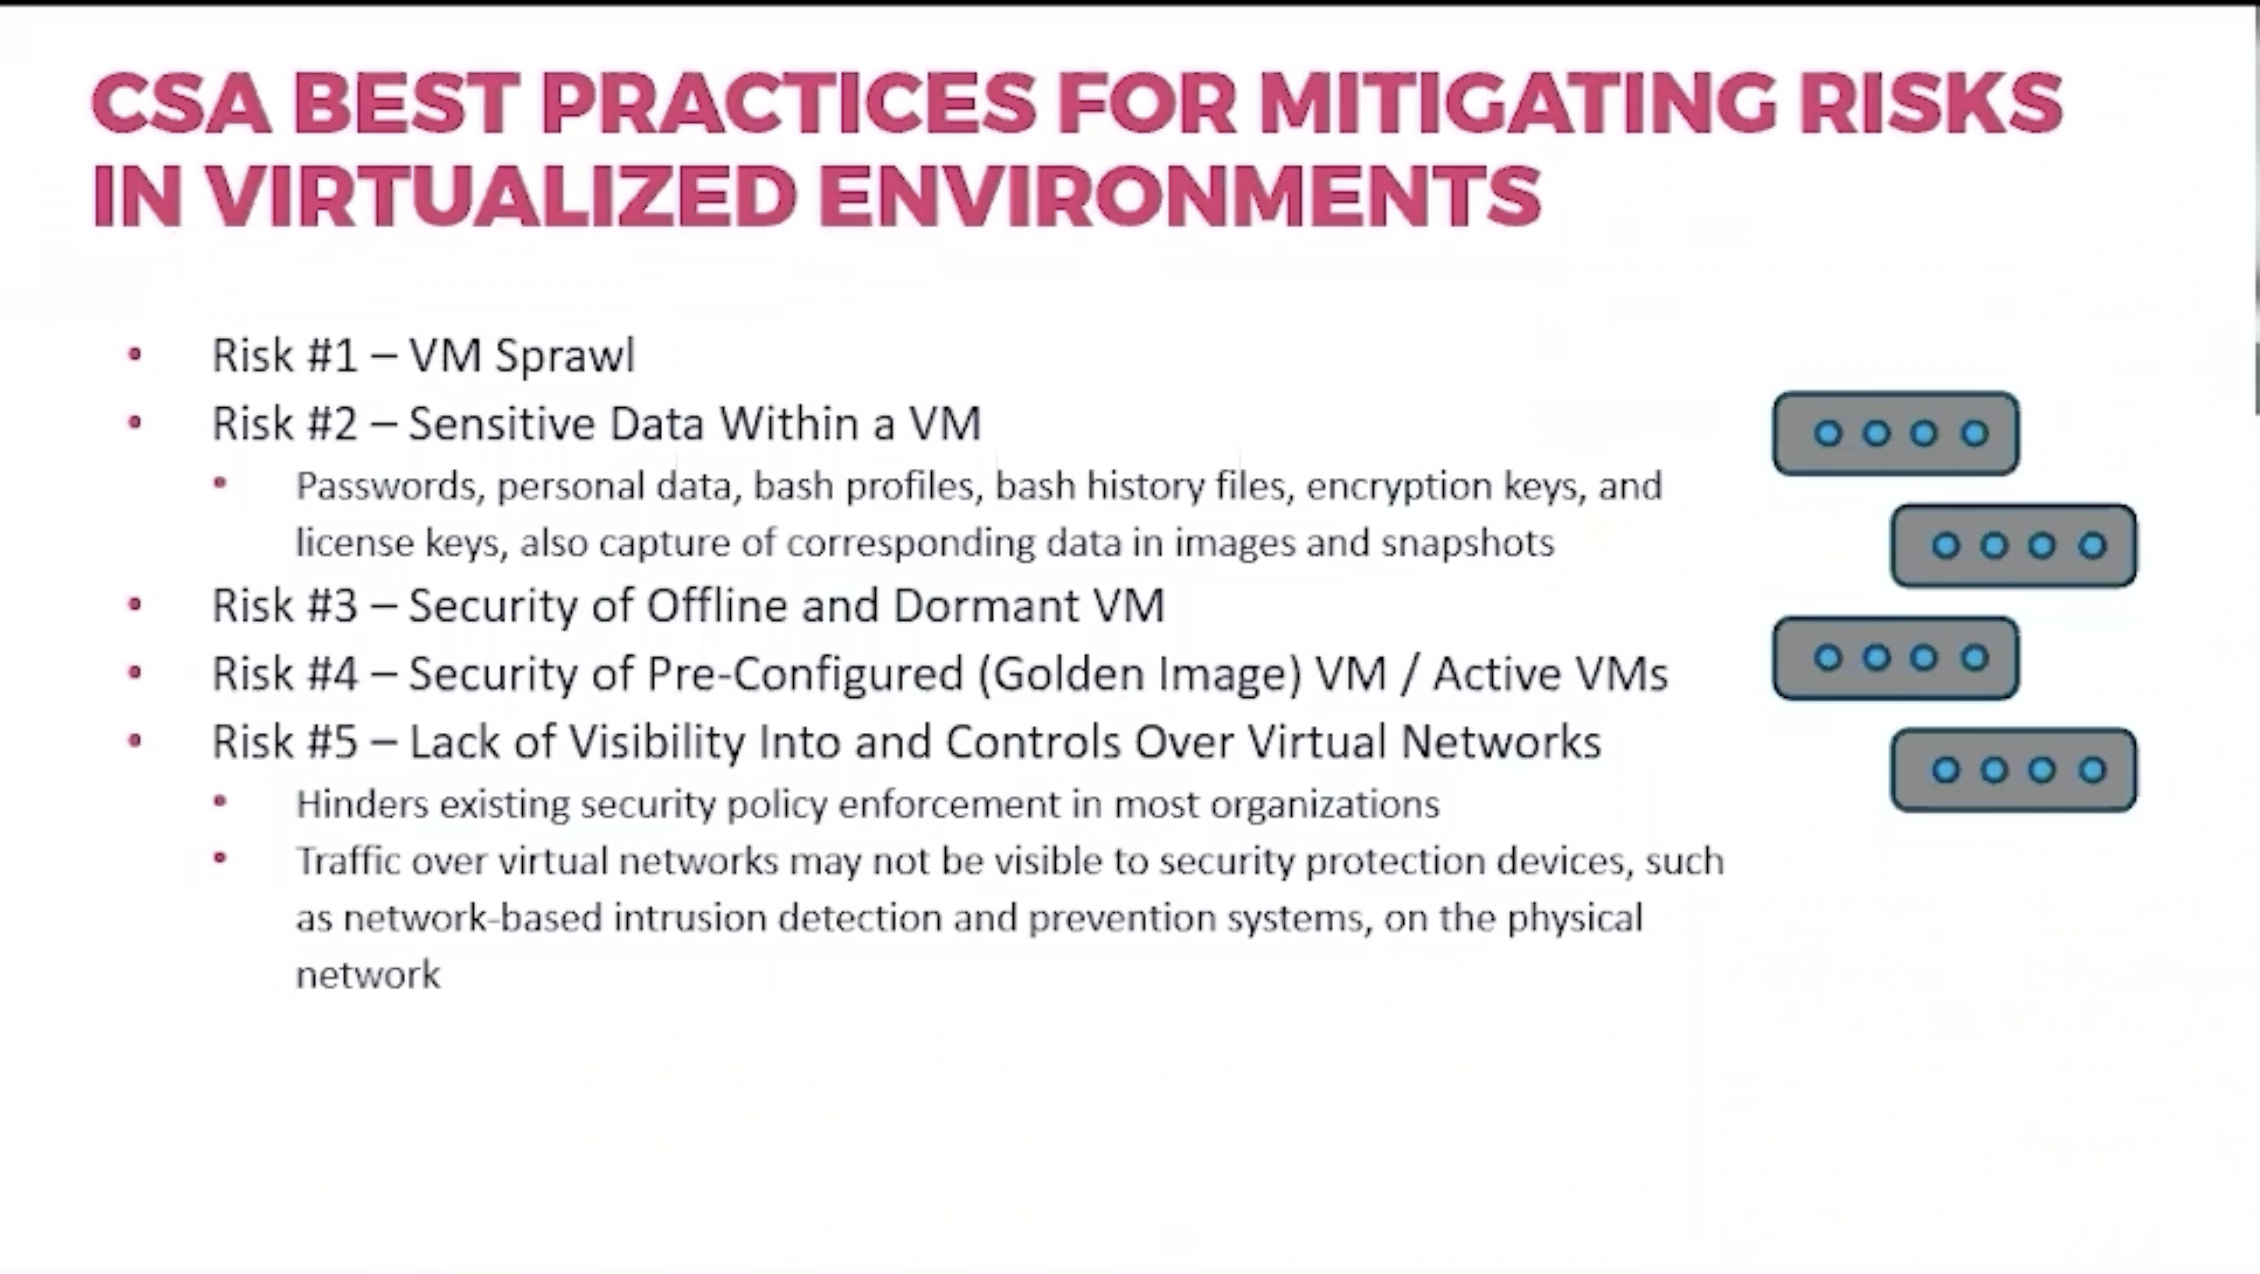 CSA BEST PRACTICES FOR MITIGATING RISKS
IN VIRTUALIZED ENVIRONMENTS
• Risk #1 – VM Sprawl
• Risk #2 – Sensitive Data Within a VM
• Passwords, personal data, bash profiles, bash history files, encryption keys, and
license keys, also capture of corresponding data in images and snapshots
• Risk #3 – Security of Offline and Dormant VM
• Risk #4 – Security of Pre-Configured (Golden Image) VM / Active VMs
• Risk #5 – Lack of Visibility Into and Controls Over Virtual Networks
• Hinders existing security policy enforcement in most organizations
• Traffic over virtual networks may not be visible to security protection devices, such
as network-based intrusion detection and prevention systems, on the physical
network